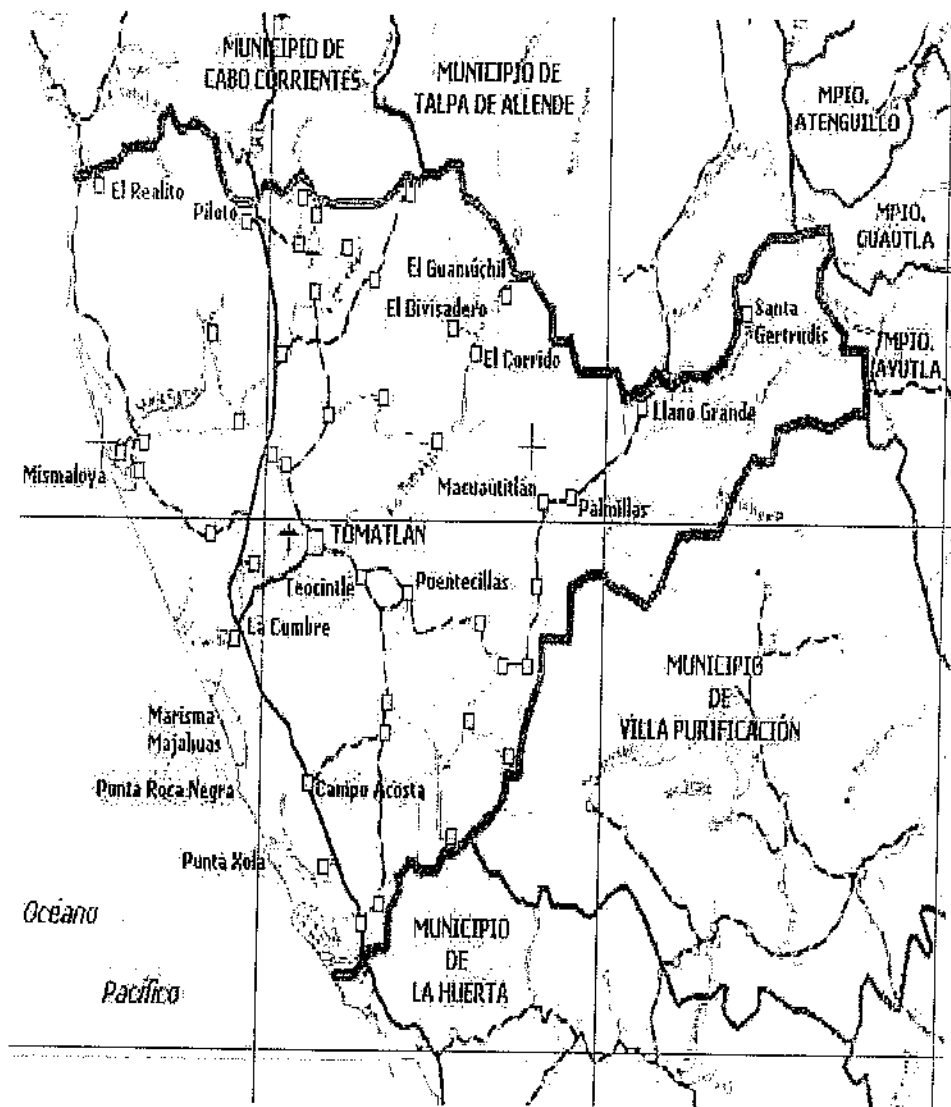 MUNICIPIO DE
CABO CORRIENTES
MUNICIPIO DE
TALPA DE ALLENDE
MPIO.
ATENGUILLO
MPIO.
CUAUTLA
MPIO.
AYUTLA
El Realito
Piloto
El Guamúchil
El Divisadero
El Corrido
Santa
Gertrudis
Llano Grande
Mismaloya
Macuautitlán
Palmillas
TOMATLÁN
Teocintle
Puentecillas
La Cumbre
Marisma
Majahuas
MUNICIPIO
DE
VILLA PURIFICACIÓN
Punta Roca Negra
Campo Acosta
Punta Xola
Océano
Pacífico
MUNICIPIO
DE
LA HUERTA